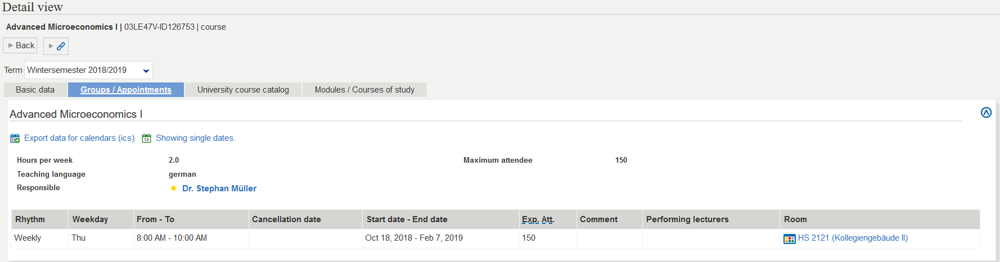 Detail view
Advanced Microeconomics I | 03LE47V-ID126753 | course
Back
Term Wintersemester 2018/2019
Basic data Groups / Appointments University course catalog Modules / Courses of study
Advanced Microeconomics I
Export data for calendars (ics) 12 Showing single dates.
Hours per week 2.0 Maximum attendee 150
Teaching language german
Responsible Dr. Stephan Müller
Rhythm Weekday From - To Cancellation date Start date - End date Exp. Att. Comment Performing lecturers Room
Weekly Thu 8:00 AM - 10:00 AM Oct 18, 2018 - Feb 7, 2019 150 HS 2121 (Kollegiengebäude II)